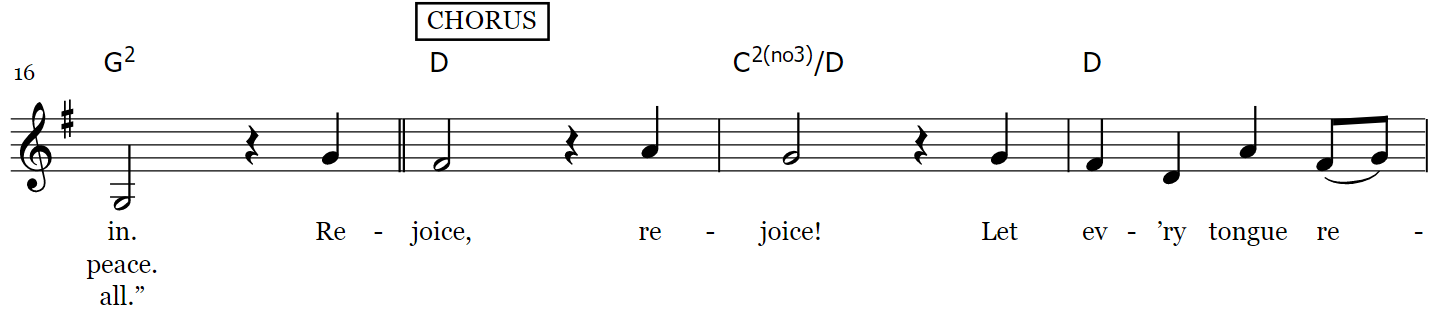 CHORUS
16 G2 D C2(no3)/D D
in. Re - joice, re - joice! Let ev - ’ry tongue re -
peace.
all.”